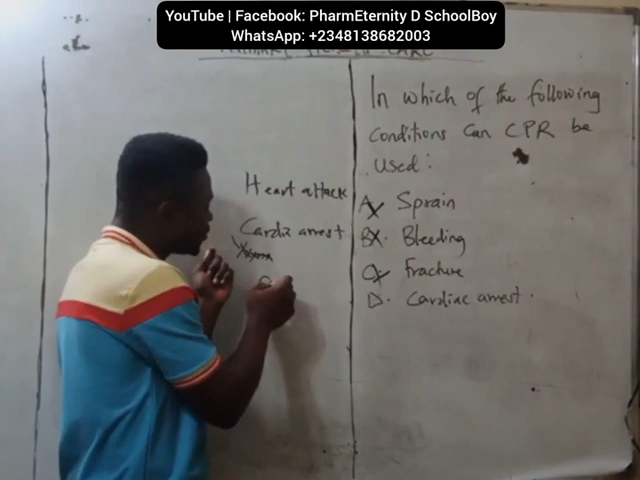 YouTube | Facebook: PharmEternity D SchoolBoy
WhatsApp: +2348138682003
PRIMARY HEALTH CARE
In which of the following
conditions can CPR be
used:
A. Sprain
B. Bleeding
C. Fracture
D. Cardiac arrest.
Heart attack
Cardiac arrest